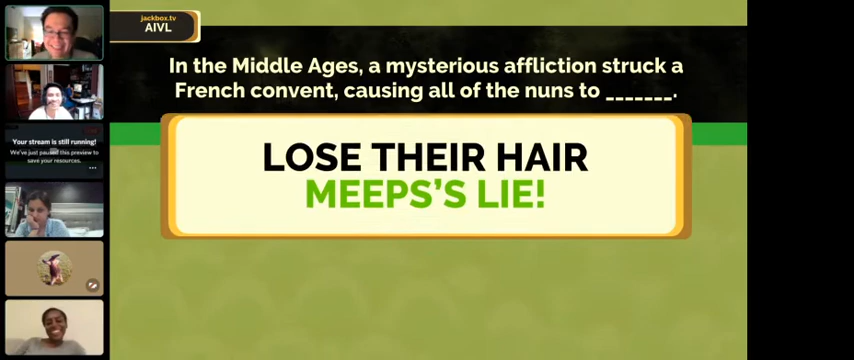 jackbox.tv
AIVL
In the Middle Ages, a mysterious affliction struck a
French convent, causing all of the nuns to _______.
LOSE THEIR HAIR
MEEPS'S LIE!
Your stream is still running!
We've just paused this preview to
save your resources.